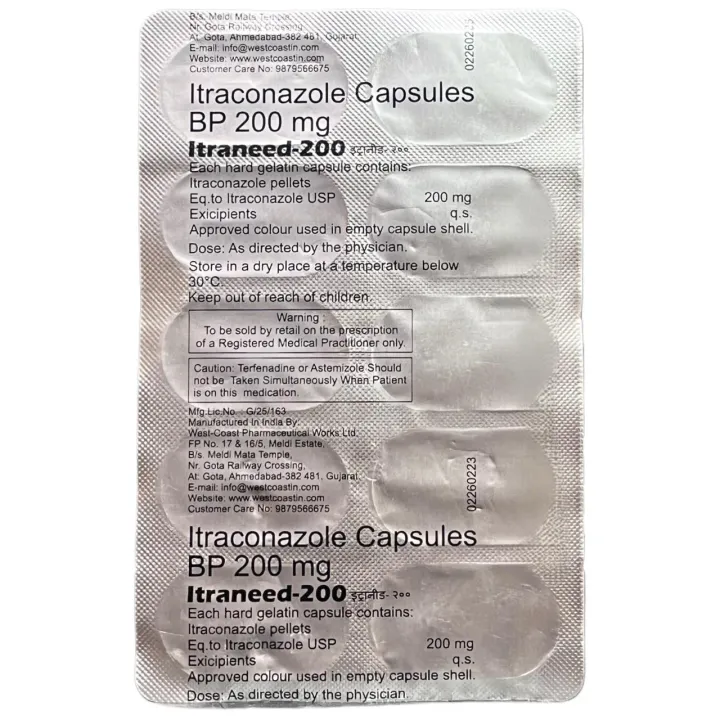 B/s. Meldi Mata Temple,
Nr. Gota Railway Crossing,
At: Gota, Ahmedabad-382 481, Gujarat.
E-mail: info@westcoastin.com
Website: www.westcoastin.com
Customer Care No: 9879566675
02260223
Itraconazole Capsules
BP 200 mg
Itraneed-200 इट्रानीड- २००
Each hard gelatin capsule contains:
Itraconazole pellets
Eq.to Itraconazole USP 200 mg
Exicipients q.s.
Approved colour used in empty capsule shell.
Dose: As directed by the physician.
Store in a dry place at a temperature below
30°C.
Keep out of reach of children.
Warning :
To be sold by retail on the prescription
of a Registered Medical Practitioner only.
Caution: Terfenadine or Astemizole Should
not be Taken Simultaneously When Patient
is on this medication.
Mfg.Lic.No. : G/25/163
Manufactured In India By:
West-Coast Pharmaceutical Works Ltd.
FP No. 17 & 16/5, Meldi Estate,
B/s. Meldi Mata Temple,
Nr. Gota Railway Crossing,
At: Gota, Ahmedabad-382 481, Gujarat.
E-mail: info@westcoastin.com
Website: www.westcoastin.com
Customer Care No: 9879566675
02260223
Itraconazole Capsules
BP 200 mg
Itraneed-200 इट्रानीड- २००
Each hard gelatin capsule contains:
Itraconazole pellets
Eq.to Itraconazole USP 200 mg
Exicipients q.s.
Approved colour used in empty capsule shell.
Dose: As directed by the physician.